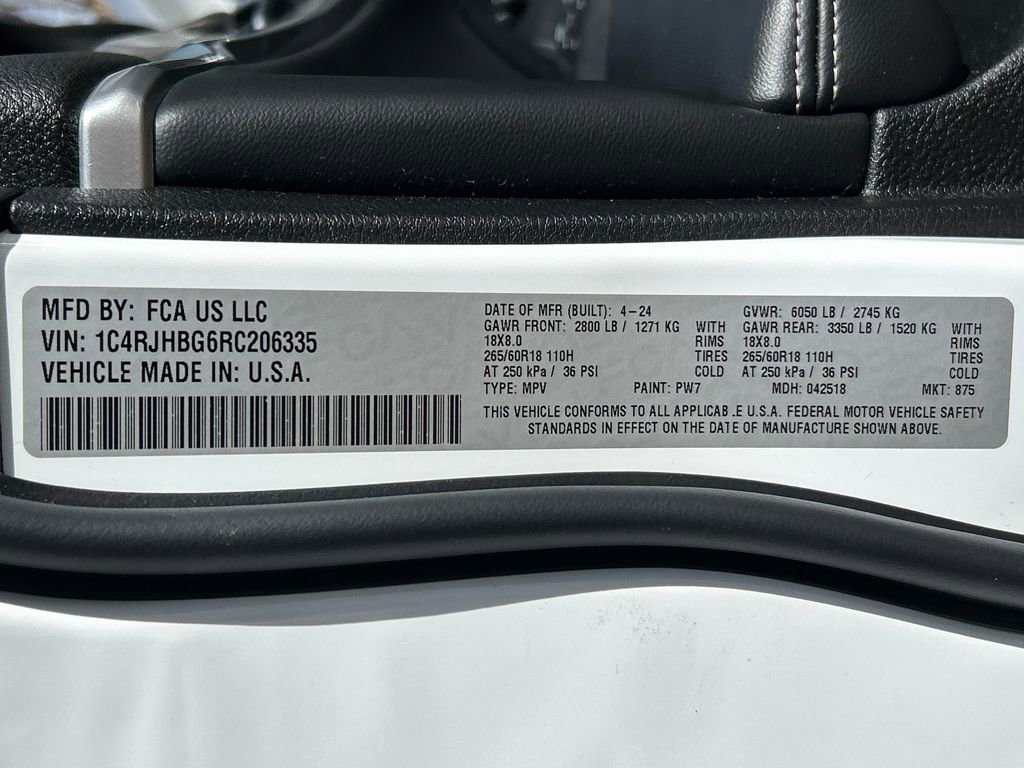 MFD BY: FCA US LLC
VIN: 1C4RJHBG6RC206335
VEHICLE MADE IN: U.S.A.
DATE OF MFR (BUILT): 4-24
GAWR FRONT: 2800 LB / 1271 KG WITH
18X8.0 RIMS
265/60R18 110H TIRES
AT 250 kPa / 36 PSI COLD
GVWR: 6050 LB / 2745 KG
GAWR REAR: 3350 LB / 1520 KG WITH
18X8.0 RIMS
265/60R18 110H TIRES
AT 250 kPa / 36 PSI COLD
TYPE: MPV PAINT: PW7 MDH: 042518 MKT: 875
THIS VEHICLE CONFORMS TO ALL APPLICAB.E U.S.A. FEDERAL MOTOR VEHICLE SAFETY
STANDARDS IN EFFECT ON THE DATE OF MANUFACTURE SHOWN ABOVE.